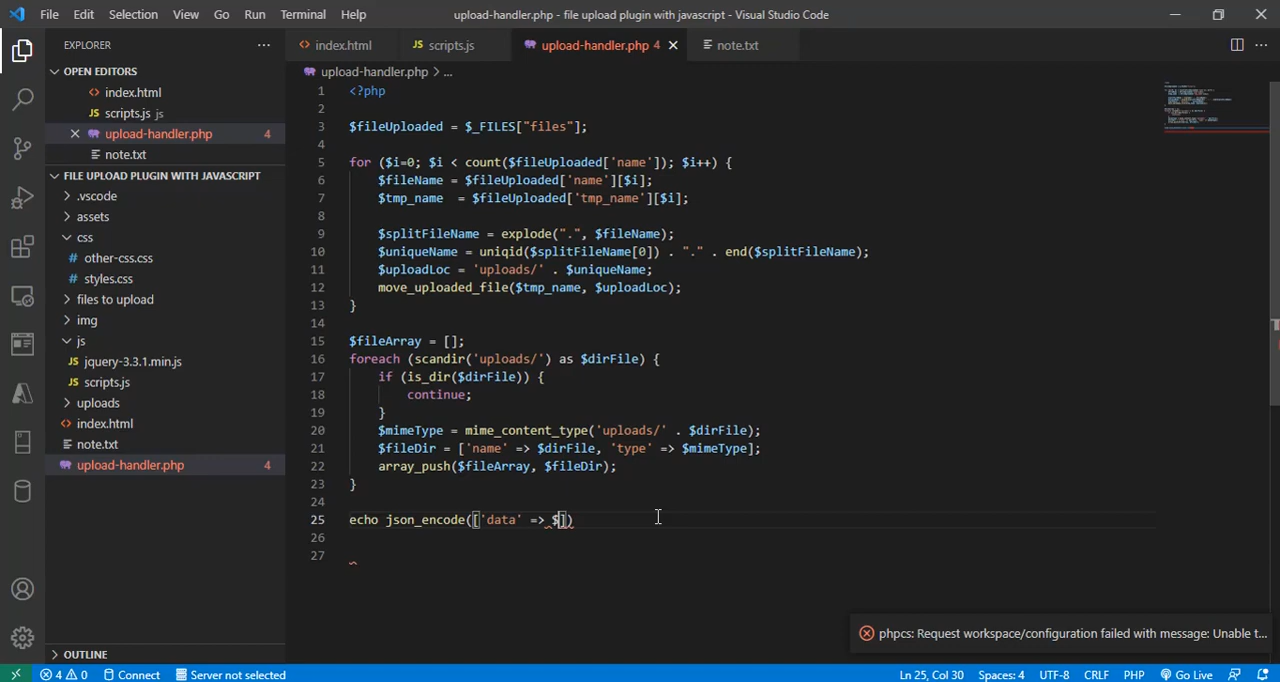 File Edit Selection View Go Run Terminal Help upload-handler.php - file upload plugin with javascript - Visual Studio Code
EXPLORER
index.html
JS scripts.js
upload-handler.php 4
note.txt
OPEN EDITORS
index.html
JS scripts.js js
upload-handler.php 4
note.txt
FILE UPLOAD PLUGIN WITH JAVASCRIPT
.vscode
assets
css
# other-css.css
# styles.css
files to upload
img
js
JS jquery-3.3.1.min.js
JS scripts.js
uploads
index.html
note.txt
upload-handler.php 4
OUTLINE
upload-handler.php > ...
1 <?php
2
3 $fileUploaded = $_FILES["files"];
4
5 for ($i=0; $i < count($fileUploaded['name']); $i++) {
6 $fileName = $fileUploaded['name'][$i];
7 $tmp_name  = $fileUploaded['tmp_name'][$i];
8
9 $splitFileName = explode(".", $fileName);
10 $uniqueName = uniqid($splitFileName[0]) . "." . end($splitFileName);
11 $uploadLoc = 'uploads/' . $uniqueName;
12 move_uploaded_file($tmp_name, $uploadLoc);
13 }
14
15 $fileArray = [];
16 foreach (scandir('uploads/') as $dirFile) {
17 if (is_dir($dirFile)) {
18 continue;
19 }
20 $mimeType = mime_content_type('uploads/' . $dirFile);
21 $fileDir = ['name' => $dirFile, 'type' => $mimeType];
22 array_push($fileArray, $fileDir);
23 }
24
25 echo json_encode(['data' => $])
26
27
phpcs: Request workspace/configuration failed with message: Unable t...
4 0 Connect Server not selected Ln 25, Col 30 Spaces: 4 UTF-8 CRLF PHP Go Live